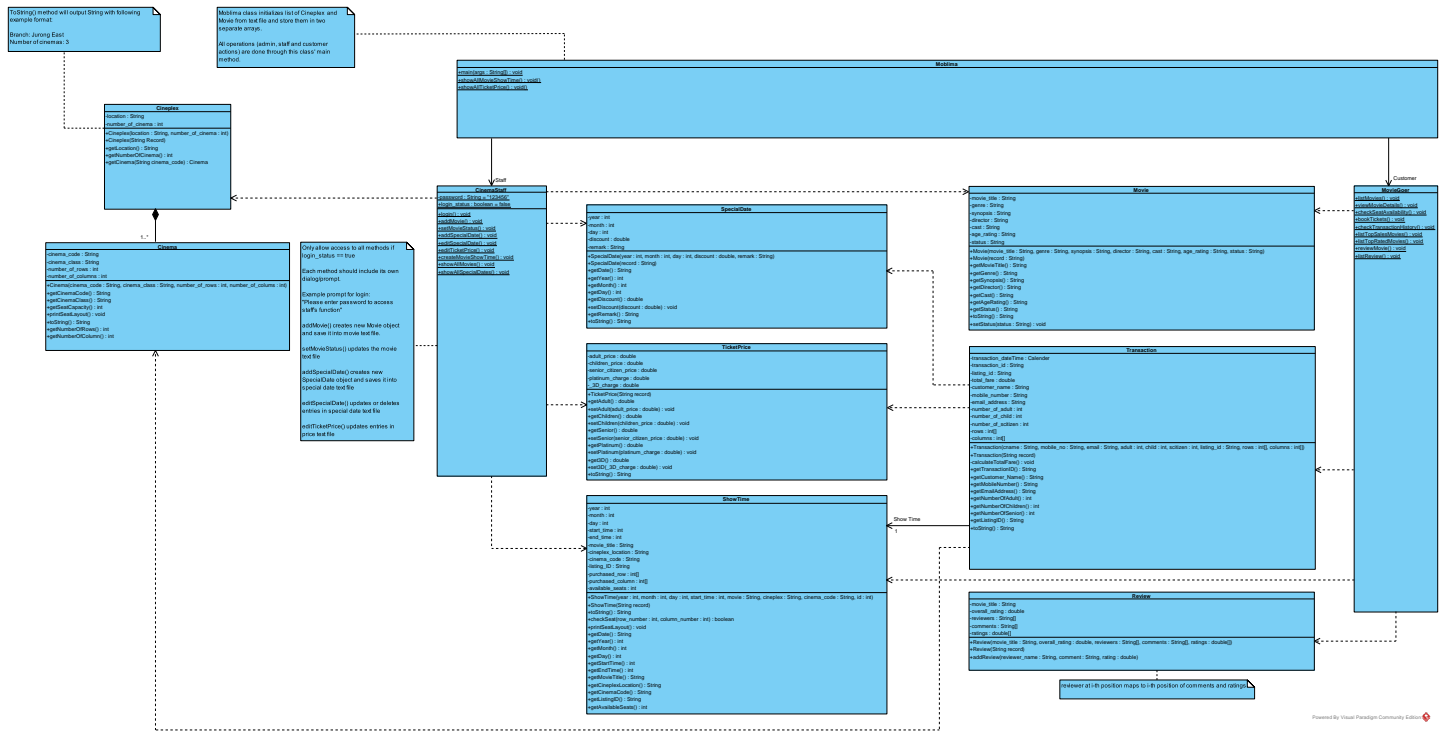 ToString() method will output String with following
example format:
Branch: Jurong East
Number of cinemas: 3
Moblima class initializes list of Cineplex and
Movie from text file and store them in two
separate arrays.
All operations (admin, staff and customer
actions) are done through this class' main
method.
Moblima
+main(args : String[]) : void
+showAllMovieShowTime() : void()
+showAllTicketPrice() : void()
Cineplex
-location : String
-number_of_cinema : int
+Cineplex(location : String, number_of_cinema : int)
+Cineplex(String Record)
+getLocation() : String
+getNumberOfCinema() : int
+getCinema(String cinema_code) : Cinema
1..*
Cinema
-cinema_code : String
-cinema_class : String
-number_of_rows : int
-number_of_columns : int
+Cinema(cinema_code : String, cinema_class : String, number_of_rows : int, number_of_colums : int)
+getCinemaCode() : String
+getCinemaClass() : String
+getSeatCapacity() : int
+printSeatLayout() : void
+toString() : String
+getNumberOfRows() : int
+getNumberOfColumn() : int
Only allow access to all methods if
login_status == true
Each method should include its own
dialog/prompt.
Example prompt for login:
"Please enter password to access
staff's function"
addMovie() creates new Movie object
and save it into movie text file.
setMovieStatus() updates the movie
text file
addSpecialDate() creates new
SpecialDate object and saves it into
special date text file
editSpecialDate() updates or deletes
entries in special date text file
editTicketPrice() updates entries in
price text file
Staff
CinemaStaff
-password : String = "123456"
+login_status : boolean = false
+login() : void
+addMovie() : void
+setMovieStatus() : void
+addSpecialDate() : void
+editSpecialDate() : void
+editTicketPrice() : void
+createMovieShowTime() : void
+showAllMovies() : void
+showAllSpecialDates() : void
SpecialDate
-year : int
-month : int
-day : int
-discount : double
-remark : String
+SpecialDate(year : int, month : int, day : int, discount : double, remark : String)
+SpecialDate(record : String)
+getDate() : String
+getYear() : int
+getMonth() : int
+getDay() : int
+getDiscount() : double
+setDiscount(discount : double) : void
+getRemark() : String
+toString() : String
TicketPrice
-adult_price : double
-children_price : double
-senior_citizen_price : double
-platinum_charge : double
-_3D_charge : double
+TicketPrice(String record)
+getAdult() : double
+setAdult(adult_price : double) : void
+getChildren() : double
+setChildren(children_price : double) : void
+getSenior() : double
+setSenior(senior_citizen_price : double) : void
+getPlatinum() : double
+setPlatinum(platinum_charge : double) : void
+get3D() : double
+set3D(_3D_charge : double) : void
+toString() : String
ShowTime
-year : int
-month : int
-day : int
-start_time : int
-end_time : int
-movie_title : String
-cineplex_location : String
-cinema_code : String
-listing_ID : String
-purchased_row : int[]
-purchased_column : int[]
-available_seats : int
+ShowTime(year : int, month : int, day : int, start_time : int, movie : String, cineplex : String, cinema_code : String, id : int)
+ShowTime(String record)
+toString() : String
+checkSeat(row_number : int, column_number : int) : boolean
+printSeatLayout() : void
+getDate() : String
+getYear() : int
+getMonth() : int
+getDay() : int
+getStartTime() : int
+getEndTime() : int
+getMovieTitle() : String
+getCineplexLocation() : String
+getCinemaCode() : String
+getListingID() : String
+getAvailableSeats() : int
Movie
-movie_title : String
-genre : String
-synopsis : String
-director : String
-cast : String
-age_rating : String
-status : String
+Movie(movie_title : String, genre : String, synopsis : String, director : String, cast : String, age_rating : String, status : String)
+Movie(record : String)
+getMovieTitle() : String
+getGenre() : String
+getSynopsis() : String
+getDirector() : String
+getCast() : String
+getAgeRating() : String
+getStatus() : String
+toString() : String
+setStatus(status : String) : void
Transaction
-transaction_dateTime : Calender
-transaction_id : String
-listing_id : String
-total_fare : double
-customer_name : String
-mobile_number : String
-email_address : String
-number_of_adult : int
-number_of_child : int
-number_of_scitizen : int
-rows : int[]
-columns : int[]
+Transaction(cname : String, mobile_no : String, email : String, adult : int, child : int, scitizen : int, listing_id : String, rows : int[], columns : int[])
+Transaction(String record)
-calculateTotalFare() : void
+getTransactionID() : String
+getCustomer_Name() : String
+getMobileNumber() : String
+getEmailAddress() : String
+getNumberOfAdult() : int
+getNumberOfChildren() : int
+getNumberOfSenior() : int
+getListingID() : String
+toString() : String
Show Time
1
Review
-movie_title : String
-overall_rating : double
-reviewers : String[]
-comments : String[]
-ratings : double[]
+Review(movie_title : String, overall_rating : double, reviewers : String[], comments : String[], ratings : double[])
+Review(String record)
+addReview(reviewer_name : String, comment : String, rating : double)
reviewer at i-th position maps to i-th position of comments and ratings
Customer
MovieGoer
+listMovies() : void
+viewMovieDetails() : void
+checkSeatAvailability() : void
+bookTickets() : void
+checkTransactionHistory() : void
+listTopSalesMovies() : void
+listTopRatedMovies() : void
+reviewMovie() : void
+listReview() : void
Powered By Visual Paradigm Community Edition